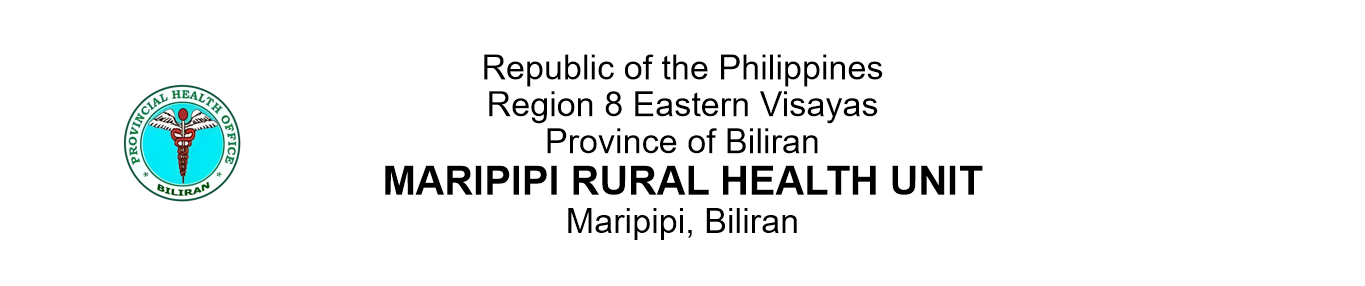 PROVINCIAL HEALTH OFFICE
* BILIRAN *
Republic of the Philippines
Region 8 Eastern Visayas
Province of Biliran
MARIPIPI RURAL HEALTH UNIT
Maripipi, Biliran